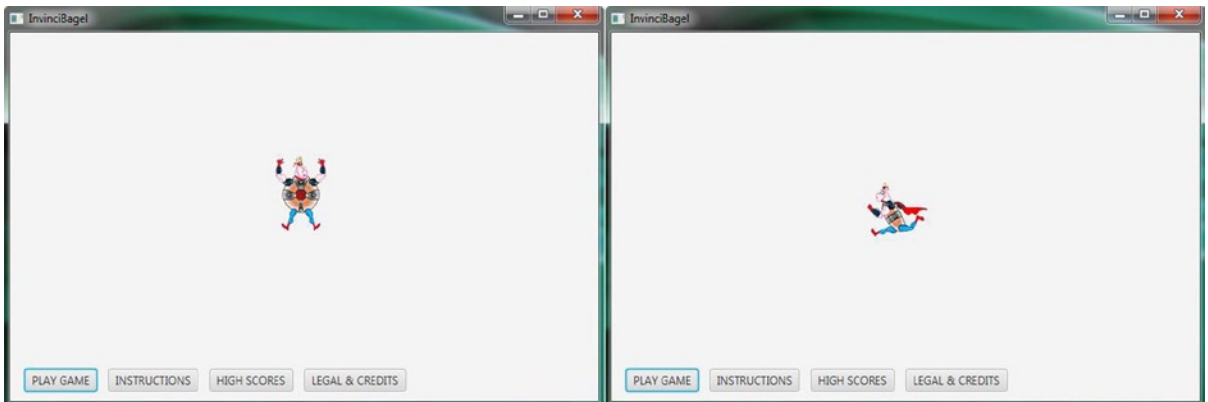 InvinciBagel
PLAY GAME INSTRUCTIONS HIGH SCORES LEGAL & CREDITS
InvinciBagel
PLAY GAME INSTRUCTIONS HIGH SCORES LEGAL & CREDITS